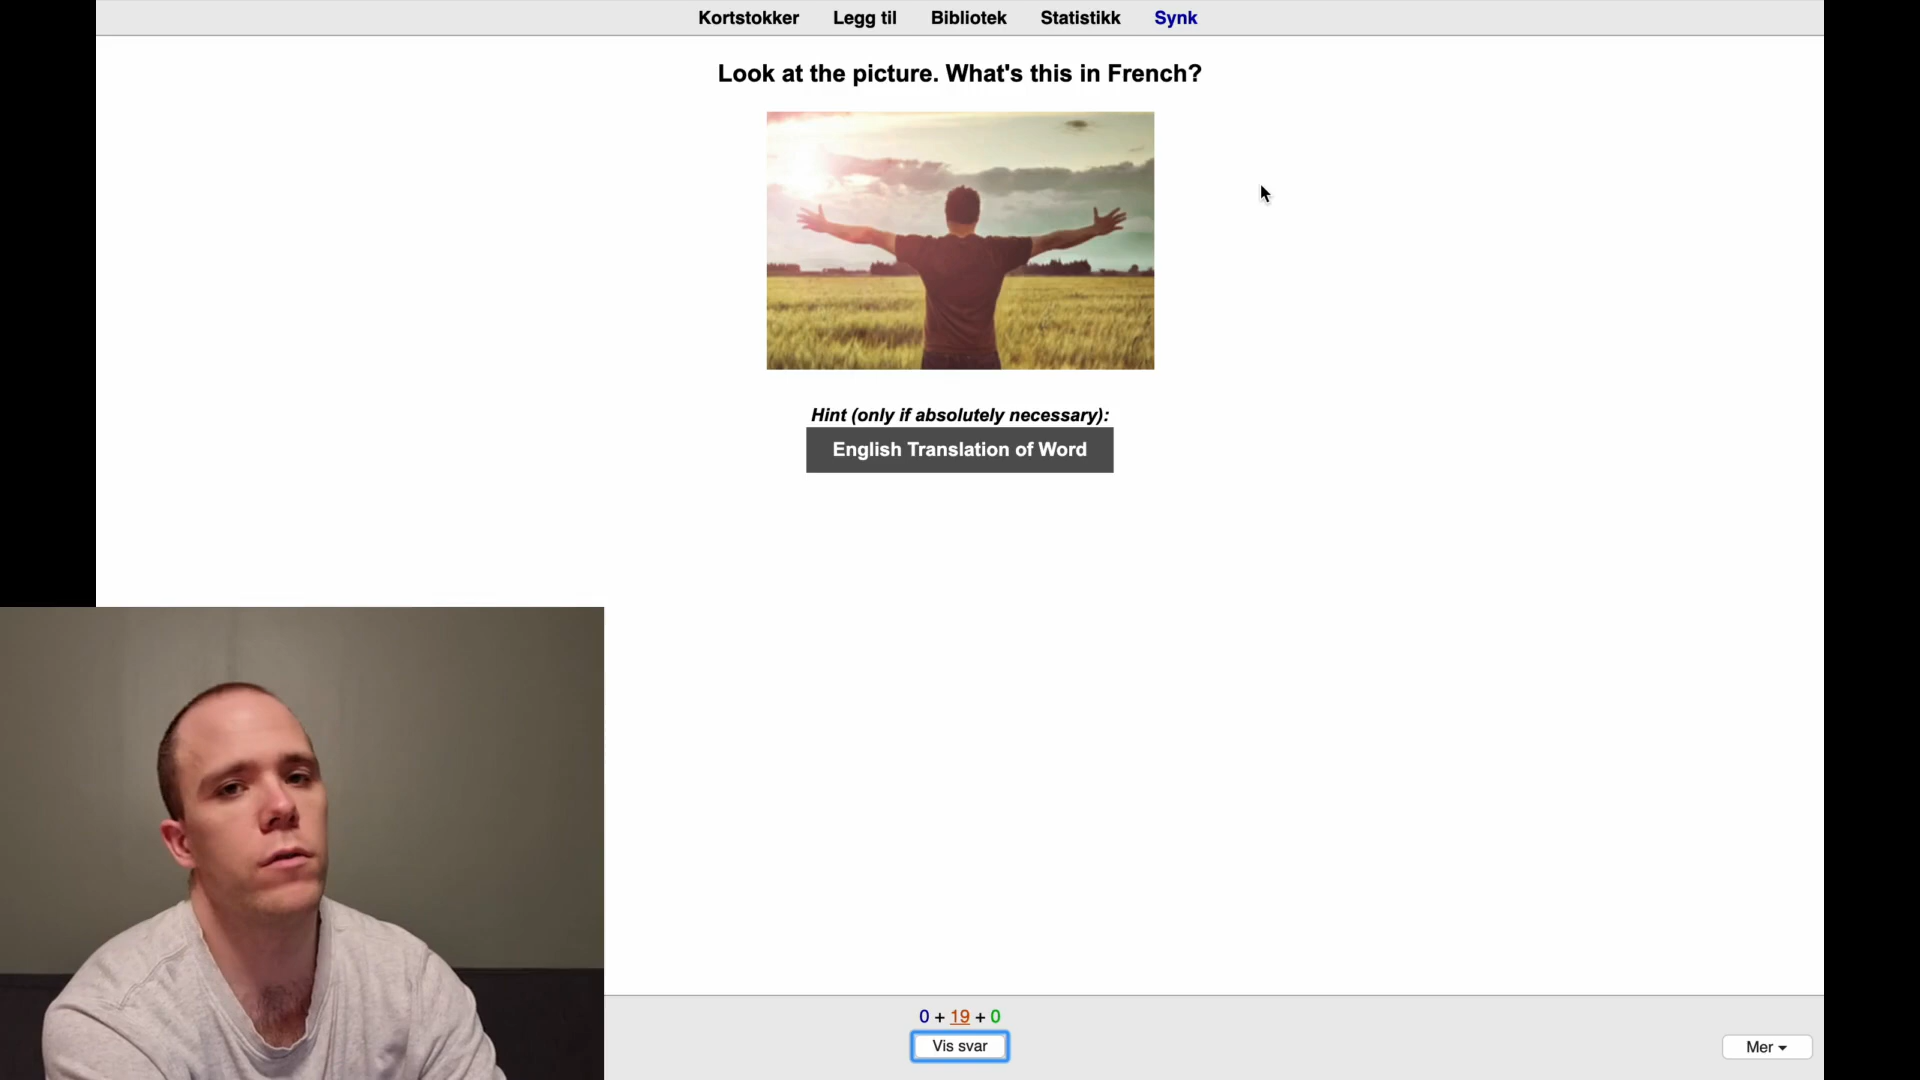 Kortstokker Legg til Bibliotek Statistikk Synk
Look at the picture. What's this in French?
Hint (only if absolutely necessary):
English Translation of Word
0 + 19 + 0
Vis svar
Mer